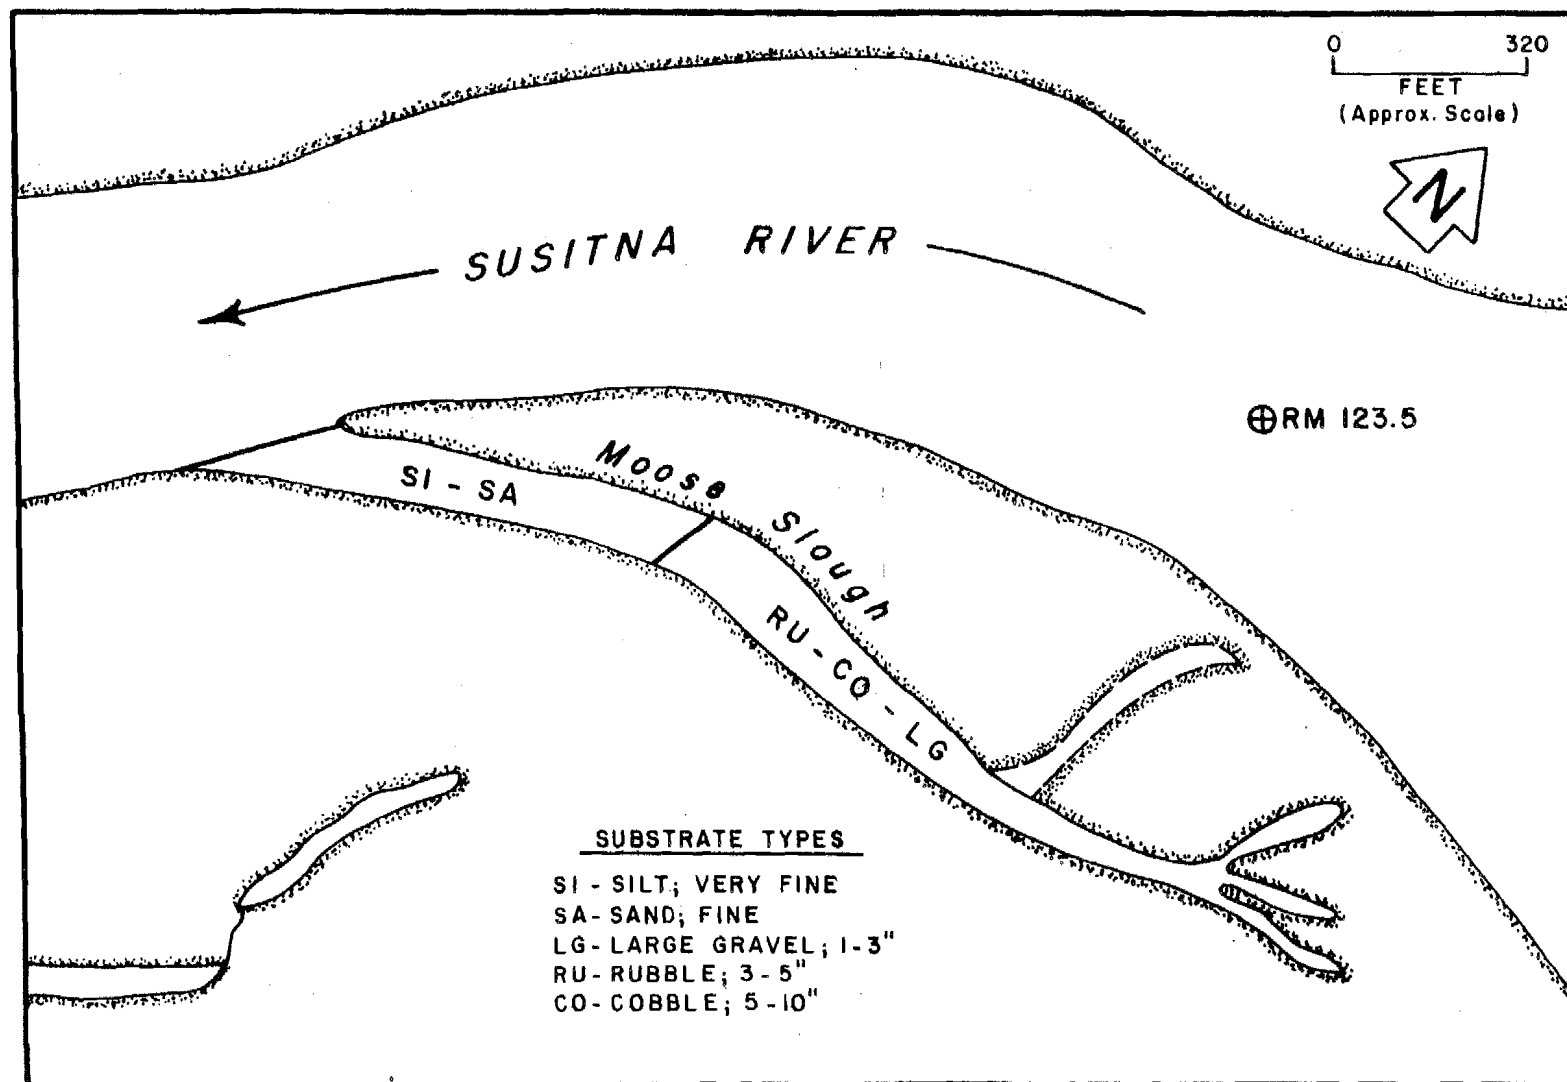 0 320
FEET
(Approx. Scale)
N
SUSITNA RIVER
⊕RM 123.5
Moose Slough
SI - SA
RU - CO - LG
SUBSTRATE TYPES
SI - SILT; VERY FINE
SA - SAND; FINE
LG - LARGE GRAVEL; 1-3"
RU - RUBBLE; 3-5"
CO - COBBLE; 5-10"